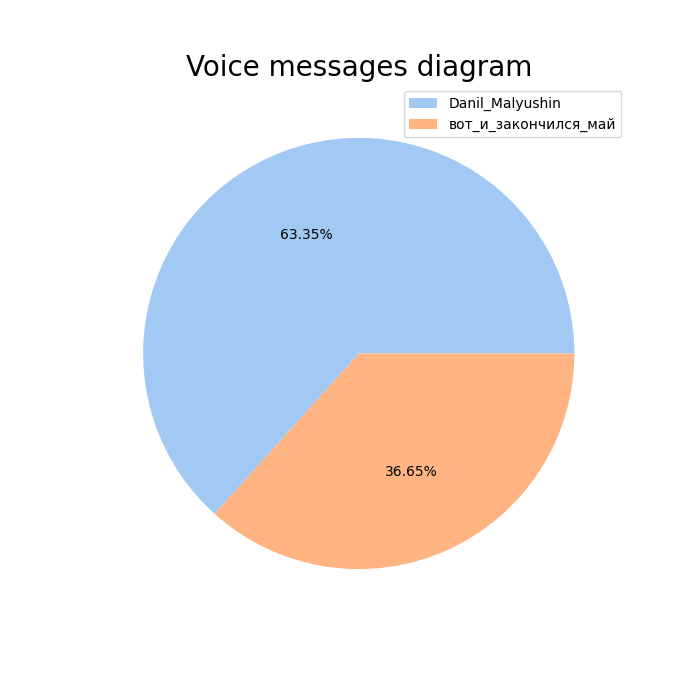 Voice messages diagram
Danil_Malyushin
вот_и_закончился_май
63.35%
36.65%